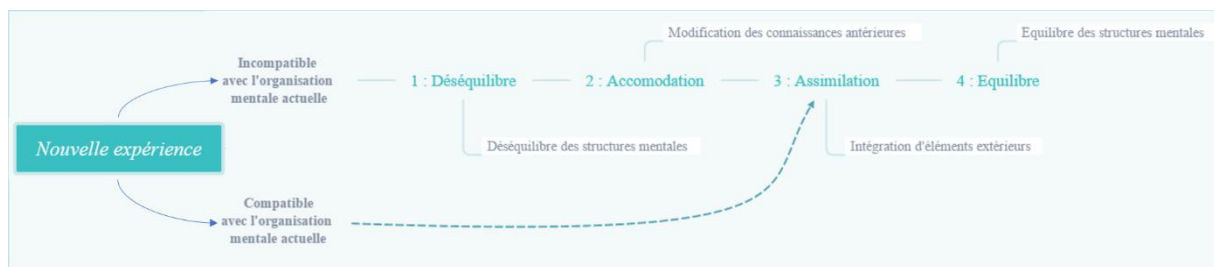 Modification des connaissances antérieures
Equilibre des structures mentales
Incompatible
avec l'organisation
mentale actuelle
1 : Déséquilibre
2 : Accomodation
3 : Assimilation
4 : Equilibre
Nouvelle expérience
Déséquilibre des structures mentales
Intégration d'éléments extérieurs
Compatible
avec l'organisation
mentale actuelle